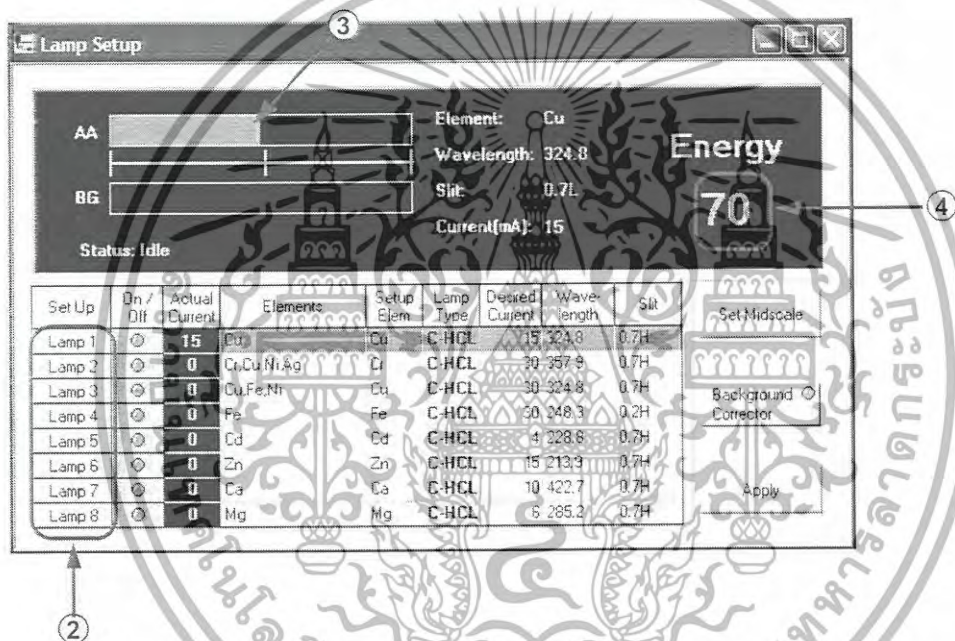 3
Lamp Setup
AA
BG
Status: Idle
Element: Cu
Wavelength: 324.8
Slit: 0.7L
Current(mA): 15
Energy
70
4
Set Up On / Off Actual Current Elements Setup Elem Lamp Type Desired Current Wave-length Slit
Lamp 1 15 Cu Cu C-HCL 15 324.8 0.7H
Lamp 2 0 Cr,Cu,Ni,Ag Cr C-HCL 30 357.9 0.7H
Lamp 3 0 Cu,Fe,Ni Cu C-HCL 30 324.8 0.7H
Lamp 4 0 Fe Fe C-HCL 30 248.3 0.2H
Lamp 5 0 Cd Cd C-HCL 4 228.8 0.7H
Lamp 6 0 Zn Zn C-HCL 15 213.9 0.7H
Lamp 7 0 Ca Ca C-HCL 10 422.7 0.7H
Lamp 8 0 Mg Mg C-HCL 6 285.2 0.7H
Set Midscale
Background Corrector
Apply
2